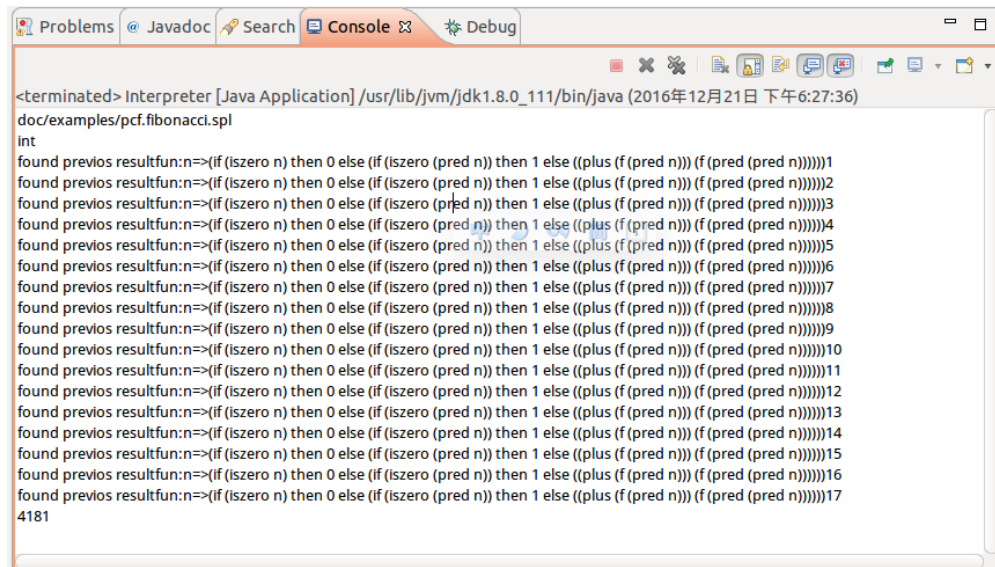 Problems @ Javadoc Search Console Debug
<terminated> Interpreter [Java Application] /usr/lib/jvm/jdk1.8.0_111/bin/java (2016年12月21日 下午6:27:36)
doc/examples/pcf.fibonacci.spl
int
found previos resultfun:n=>(if (iszero n) then 0 else (if (iszero (pred n)) then 1 else ((plus (f (pred n))) (f (pred (pred n))))))1
found previos resultfun:n=>(if (iszero n) then 0 else (if (iszero (pred n)) then 1 else ((plus (f (pred n))) (f (pred (pred n))))))2
found previos resultfun:n=>(if (iszero n) then 0 else (if (iszero (pred n)) then 1 else ((plus (f (pred n))) (f (pred (pred n))))))3
found previos resultfun:n=>(if (iszero n) then 0 else (if (iszero (pred n)) then 1 else ((plus (f (pred n))) (f (pred (pred n))))))4
found previos resultfun:n=>(if (iszero n) then 0 else (if (iszero (pred n)) then 1 else ((plus (f (pred n))) (f (pred (pred n))))))5
found previos resultfun:n=>(if (iszero n) then 0 else (if (iszero (pred n)) then 1 else ((plus (f (pred n))) (f (pred (pred n))))))6
found previos resultfun:n=>(if (iszero n) then 0 else (if (iszero (pred n)) then 1 else ((plus (f (pred n))) (f (pred (pred n))))))7
found previos resultfun:n=>(if (iszero n) then 0 else (if (iszero (pred n)) then 1 else ((plus (f (pred n))) (f (pred (pred n))))))8
found previos resultfun:n=>(if (iszero n) then 0 else (if (iszero (pred n)) then 1 else ((plus (f (pred n))) (f (pred (pred n))))))9
found previos resultfun:n=>(if (iszero n) then 0 else (if (iszero (pred n)) then 1 else ((plus (f (pred n))) (f (pred (pred n))))))10
found previos resultfun:n=>(if (iszero n) then 0 else (if (iszero (pred n)) then 1 else ((plus (f (pred n))) (f (pred (pred n))))))11
found previos resultfun:n=>(if (iszero n) then 0 else (if (iszero (pred n)) then 1 else ((plus (f (pred n))) (f (pred (pred n))))))12
found previos resultfun:n=>(if (iszero n) then 0 else (if (iszero (pred n)) then 1 else ((plus (f (pred n))) (f (pred (pred n))))))13
found previos resultfun:n=>(if (iszero n) then 0 else (if (iszero (pred n)) then 1 else ((plus (f (pred n))) (f (pred (pred n))))))14
found previos resultfun:n=>(if (iszero n) then 0 else (if (iszero (pred n)) then 1 else ((plus (f (pred n))) (f (pred (pred n))))))15
found previos resultfun:n=>(if (iszero n) then 0 else (if (iszero (pred n)) then 1 else ((plus (f (pred n))) (f (pred (pred n))))))16
found previos resultfun:n=>(if (iszero n) then 0 else (if (iszero (pred n)) then 1 else ((plus (f (pred n))) (f (pred (pred n))))))17
4181